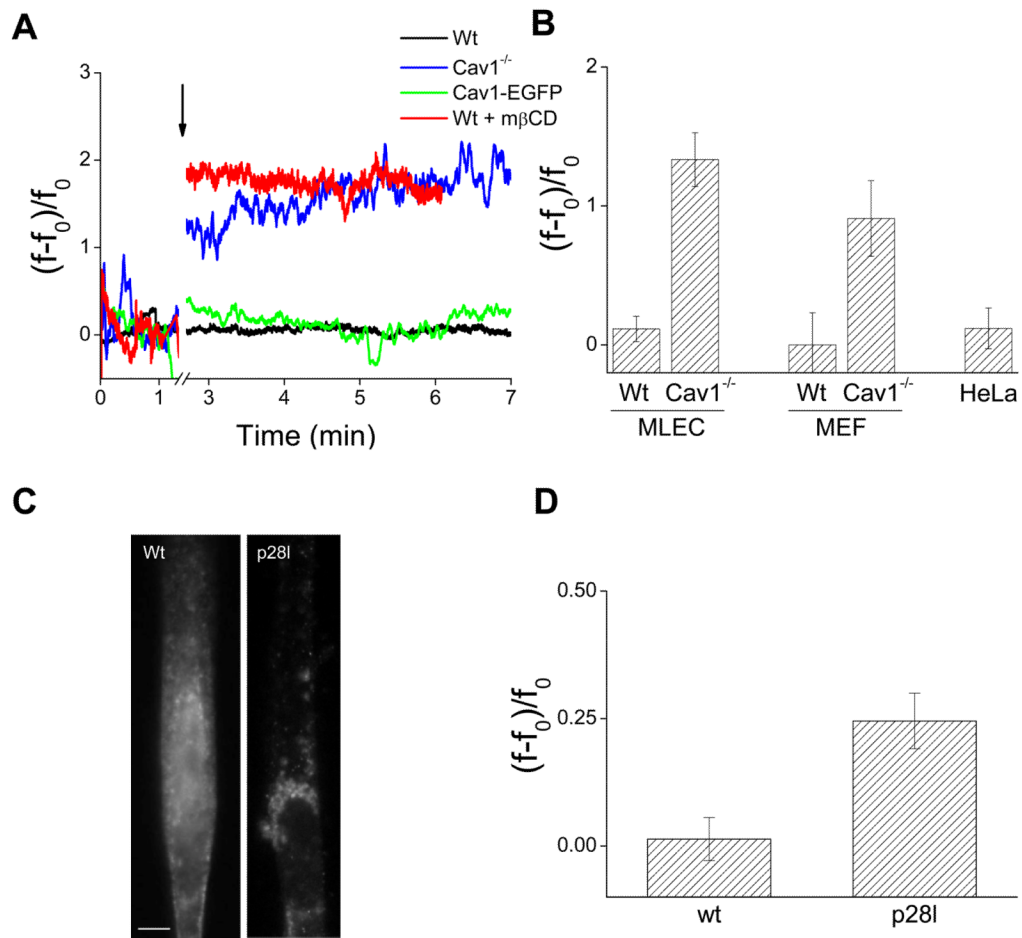 A
Wt
Cav1-/-
Cav1-EGFP
Wt + mβCD
(f-f0)/f0
3
2
1
0
0 1 3 4 5 6 7
Time (min)
B
(f-f0)/f0
2
1
0
Wt Cav1-/- Wt Cav1-/- HeLa
MLEC MEF
C
Wt p28l
D
(f-f0)/f0
0.50
0.25
0.00
wt p28l